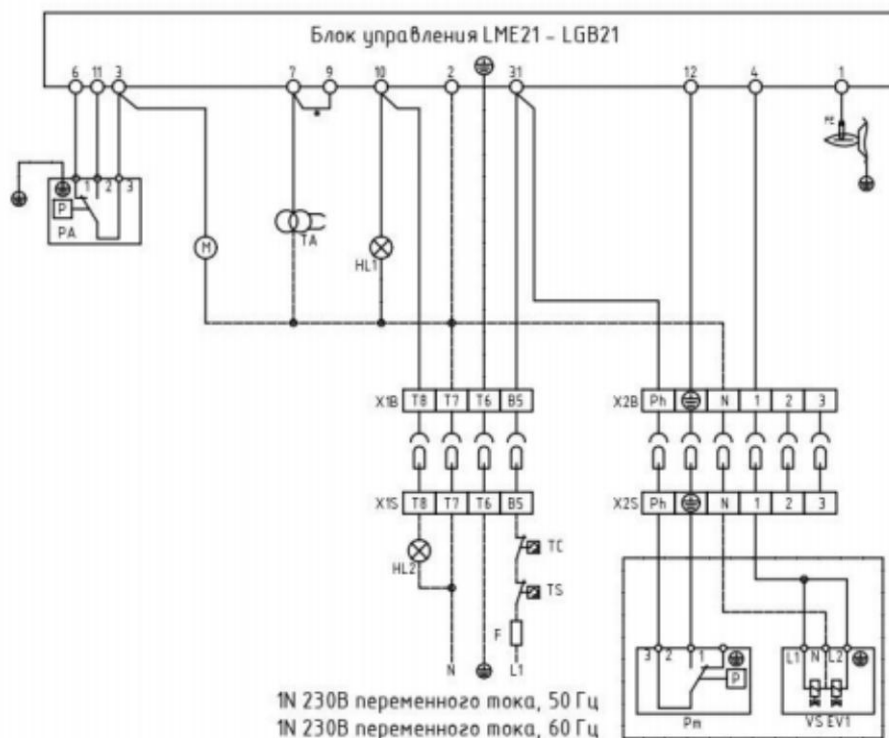 Блок управления LME21 - LGB21
6 11 3 7 9 10 2 31 12 4 1
FE
1 2 3
P
PA
M
TA
HL1
X1B T8 T7 T6 B5
X2B Ph N 1 2 3
X1S T8 T7 T6 B5
X2S Ph N 1 2 3
HL2
TC
TS
F
N L1
3 2 1
P
Pm
L1 N L2
VS EV1
1N 230В переменного тока, 50 Гц
1N 230В переменного тока, 60 Гц